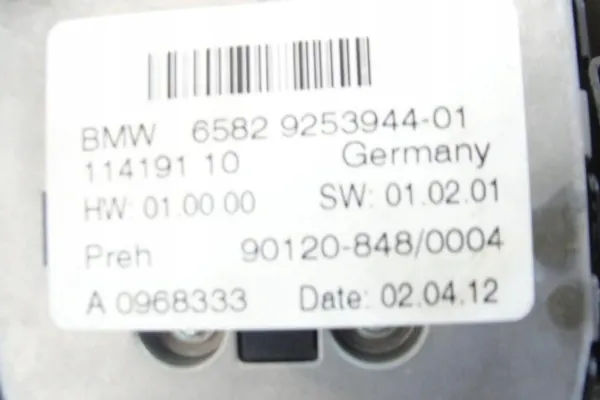 BMW 6582 9253944-01
114191 10 Germany
HW: 01.00 00 SW: 01.02.01
Preh 90120-848/0004
A 0968333 Date: 02.04.12